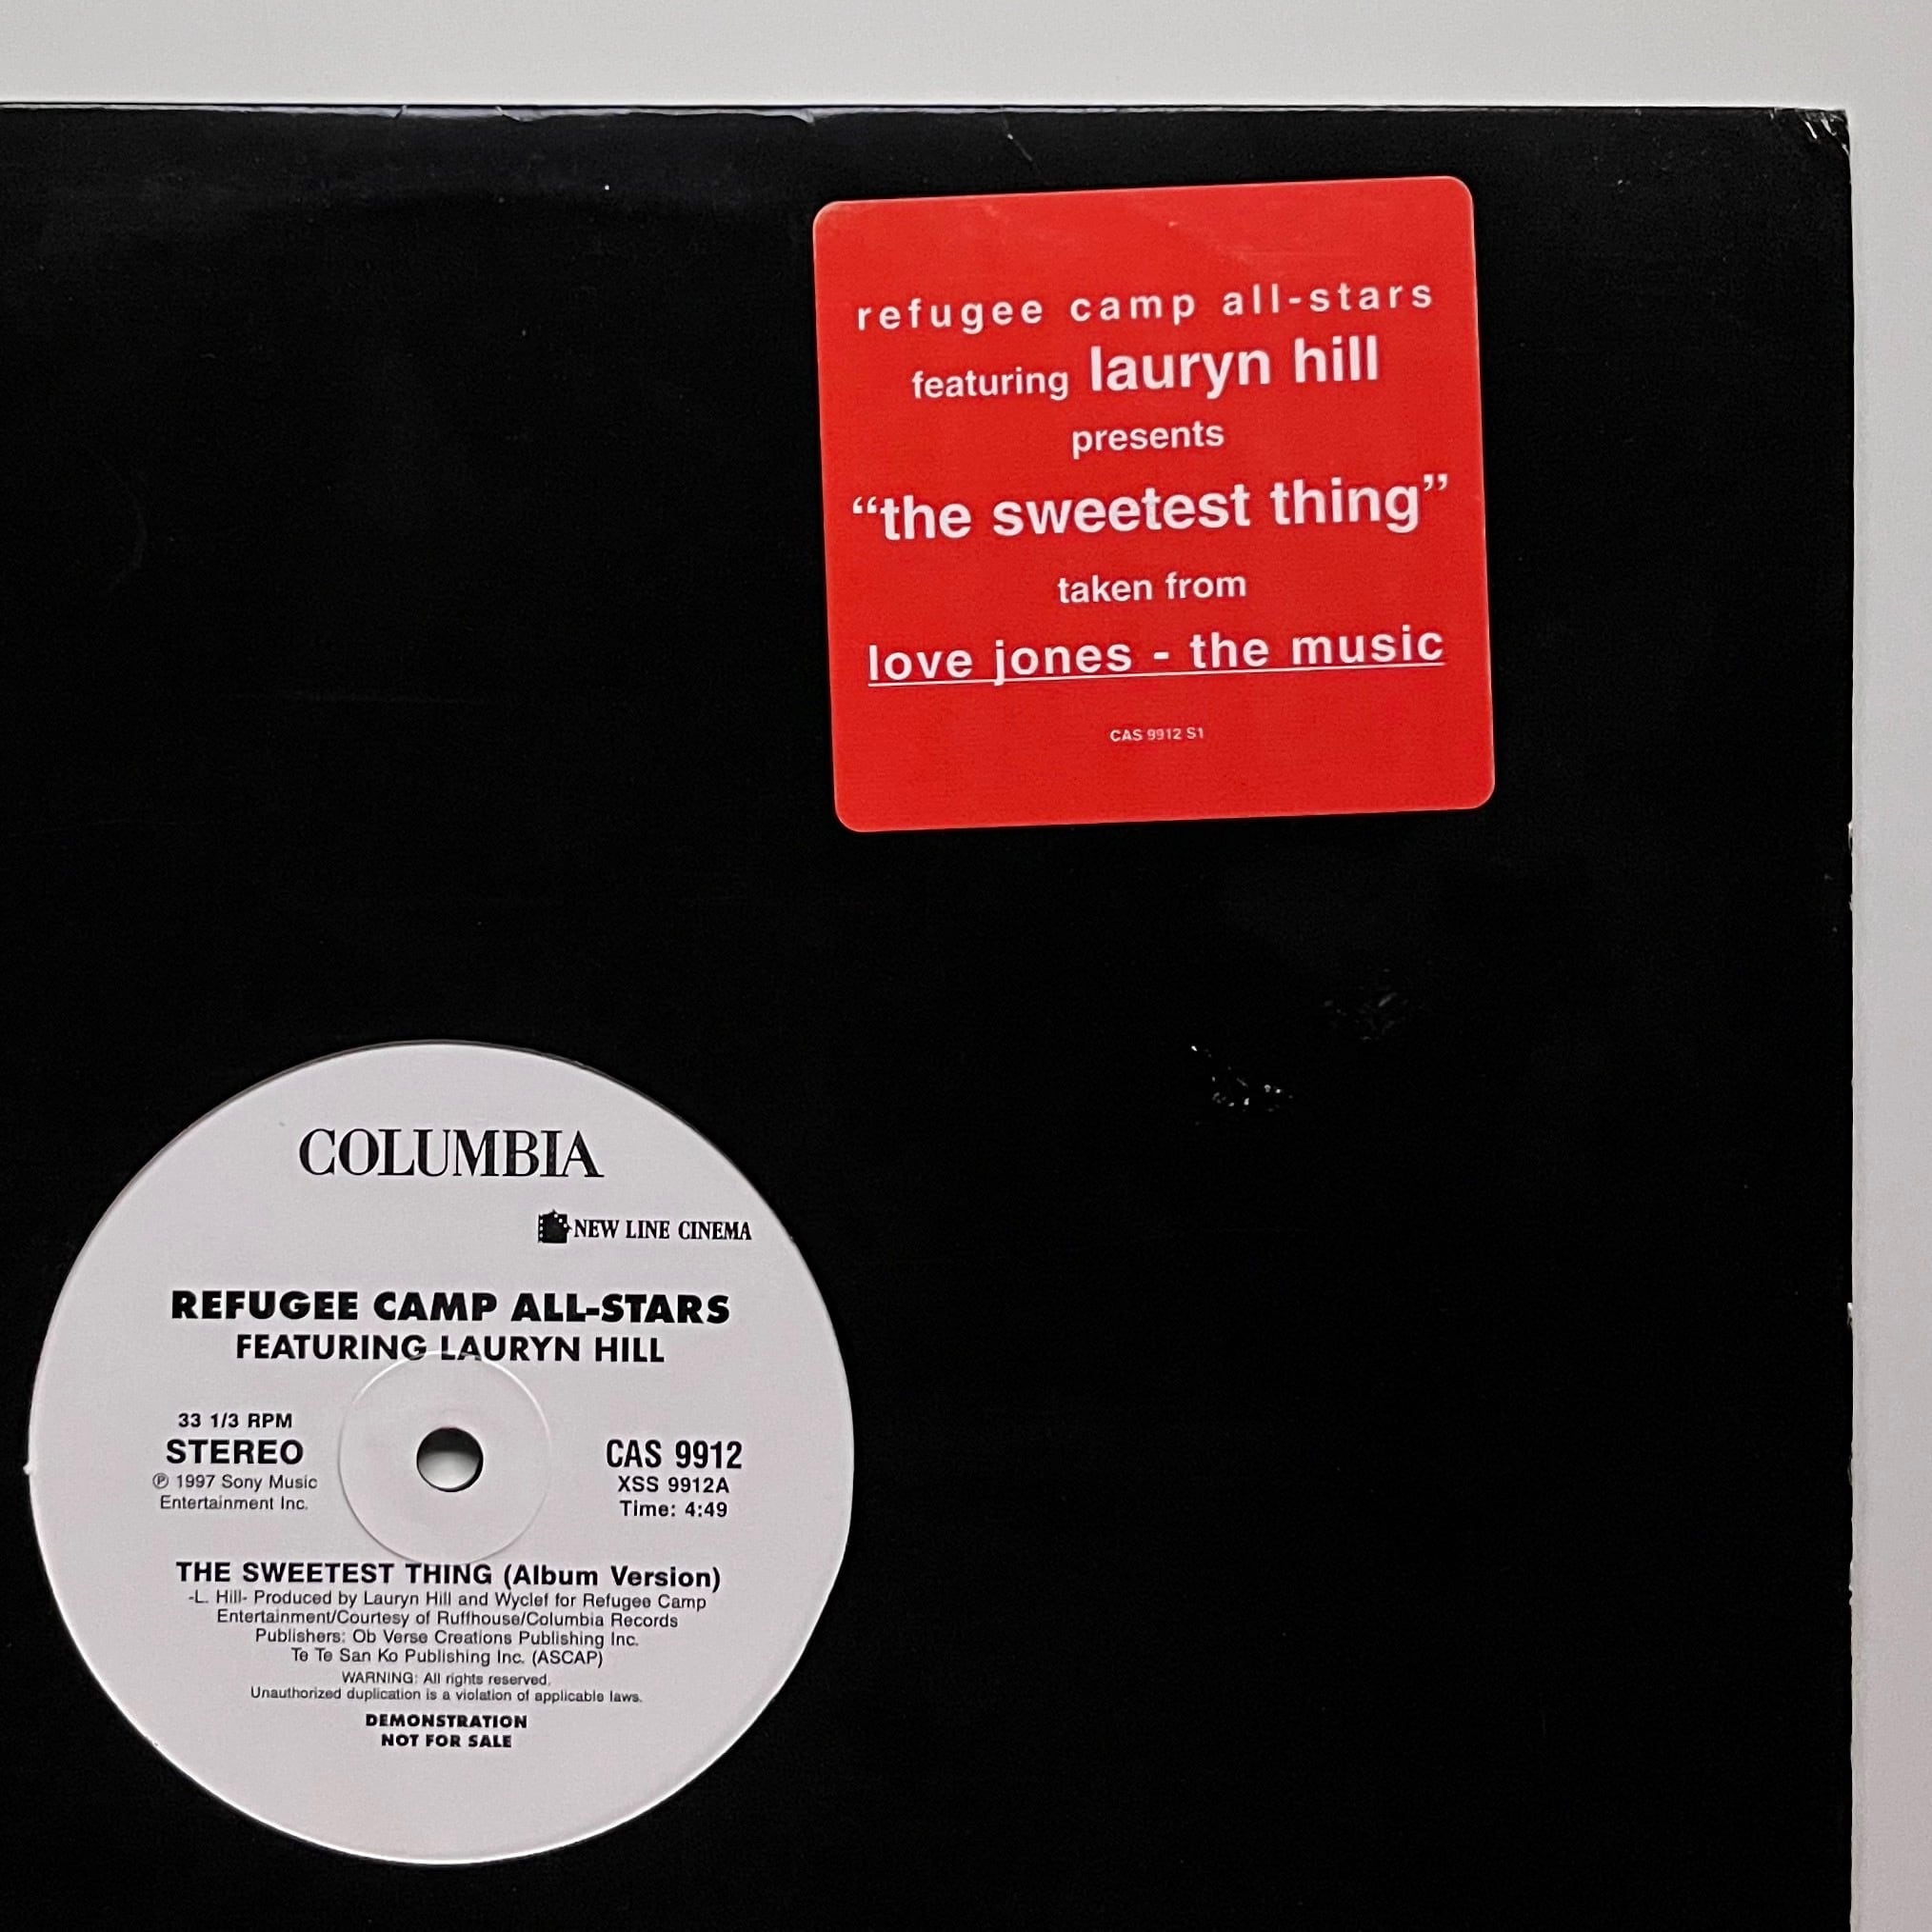 refugee camp all-stars
featuring lauryn hill
presents
“the sweetest thing”
taken from
love jones - the music
CAS 9912 S1
COLUMBIA
NEW LINE CINEMA
REFUGEE CAMP ALL-STARS
FEATURING LAURYN HILL
33 1/3 RPM
STEREO
℗ 1997 Sony Music
Entertainment Inc.
CAS 9912
XSS 9912A
Time: 4:49
THE SWEETEST THING (Album Version)
-L. Hill- Produced by Lauryn Hill and Wyclef for Refugee Camp
Entertainment/Courtesy of Ruffhouse/Columbia Records
Publishers: Ob Verse Creations Publishing Inc.
Te Te San Ko Publishing Inc. (ASCAP)
WARNING: All rights reserved.
Unauthorized duplication is a violation of applicable laws.
DEMONSTRATION
NOT FOR SALE